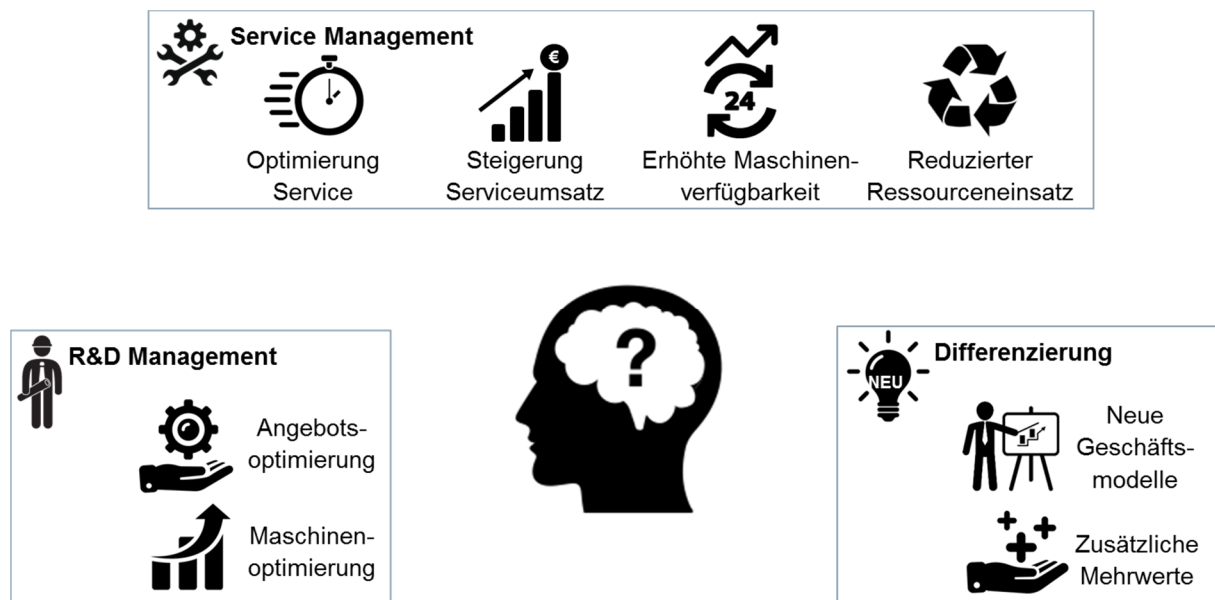 Service Management
€
24
Optimierung
Service
Steigerung
Serviceumsatz
Erhöhte Maschinen-
verfügbarkeit
Reduzierter
Ressourceneinsatz
?
R&D Management
Angebots-
optimierung
Maschinen-
optimierung
Differenzierung
NEU
Neue
Geschäfts-
modelle
Zusätzliche
Mehrwerte